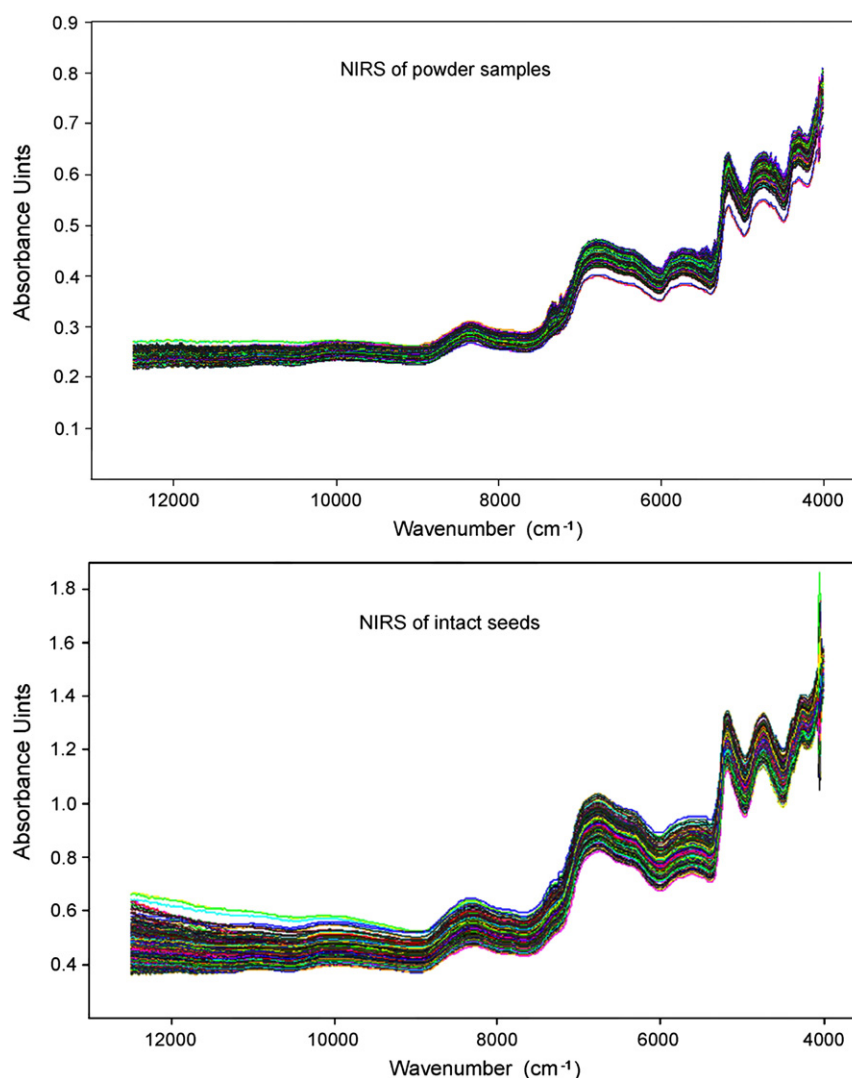 0.9
NIRS of powder samples
0.8
0.7
0.6
0.5
0.4
0.3
0.2
0.1
Absorbance Uints
12000 10000 8000 6000 4000
Wavenumber (cm⁻¹)
NIRS of intact seeds
1.8
1.6
1.4
1.2
1.0
0.8
0.6
0.4
Absorbance Uints
12000 10000 8000 6000 4000
Wavenumber (cm⁻¹)